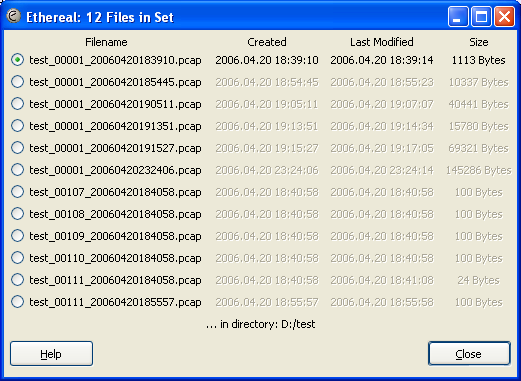 Ethereal: 12 Files in Set
Filename Created Last Modified Size
test_00001_20060420183910.pcap 2006.04.20 18:39:10 2006.04.20 18:39:14 1113 Bytes
test_00001_20060420185445.pcap 2006.04.20 18:54:45 2006.04.20 18:55:23 10337 Bytes
test_00001_20060420190511.pcap 2006.04.20 19:05:11 2006.04.20 19:07:07 40441 Bytes
test_00001_20060420191351.pcap 2006.04.20 19:13:51 2006.04.20 19:14:34 15780 Bytes
test_00001_20060420191527.pcap 2006.04.20 19:15:27 2006.04.20 19:17:05 69321 Bytes
test_00001_20060420232406.pcap 2006.04.20 23:24:06 2006.04.20 23:24:14 145286 Bytes
test_00107_20060420184058.pcap 2006.04.20 18:40:58 2006.04.20 18:40:58 100 Bytes
test_00108_20060420184058.pcap 2006.04.20 18:40:58 2006.04.20 18:40:58 100 Bytes
test_00109_20060420184058.pcap 2006.04.20 18:40:58 2006.04.20 18:40:58 100 Bytes
test_00110_20060420184058.pcap 2006.04.20 18:40:58 2006.04.20 18:40:58 100 Bytes
test_00111_20060420184058.pcap 2006.04.20 18:40:58 2006.04.20 18:41:08 24 Bytes
test_00111_20060420185557.pcap 2006.04.20 18:55:57 2006.04.20 18:55:58 100 Bytes
... in directory: D:/test
Help Close